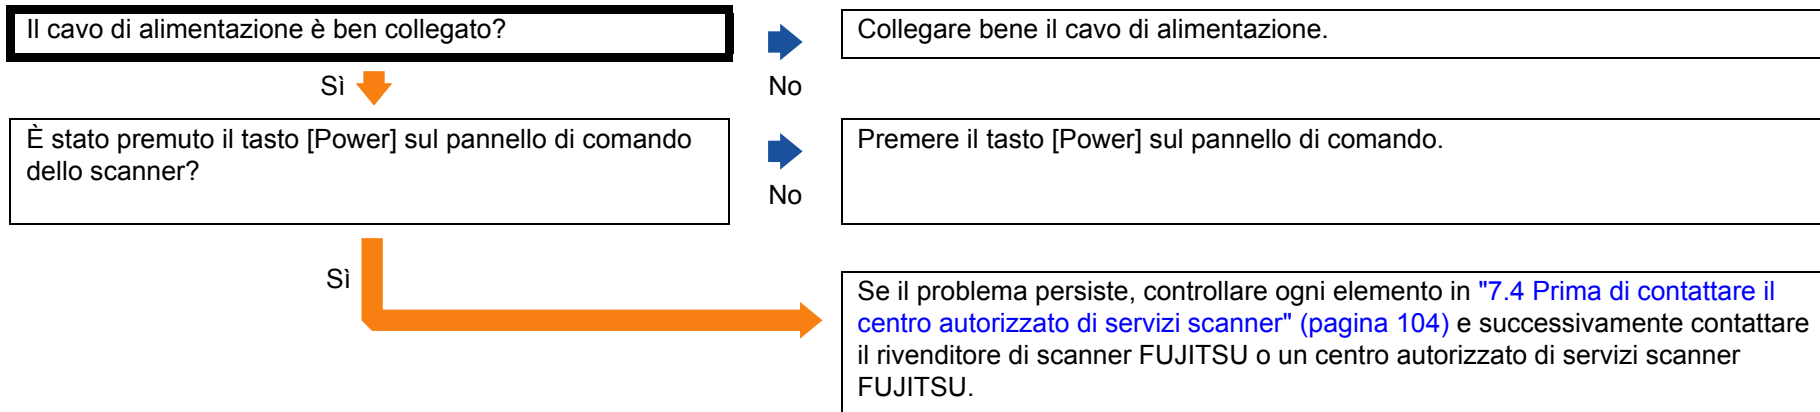 Il cavo di alimentazione è ben collegato?
Collegare bene il cavo di alimentazione.
Sì
No
È stato premuto il tasto [Power] sul pannello di comando
dello scanner?
Premere il tasto [Power] sul pannello di comando.
No
Sì
Se il problema persiste, controllare ogni elemento in "7.4 Prima di contattare il
centro autorizzato di servizi scanner" (pagina 104) e successivamente contattare
il rivenditore di scanner FUJITSU o un centro autorizzato di servizi scanner
FUJITSU.